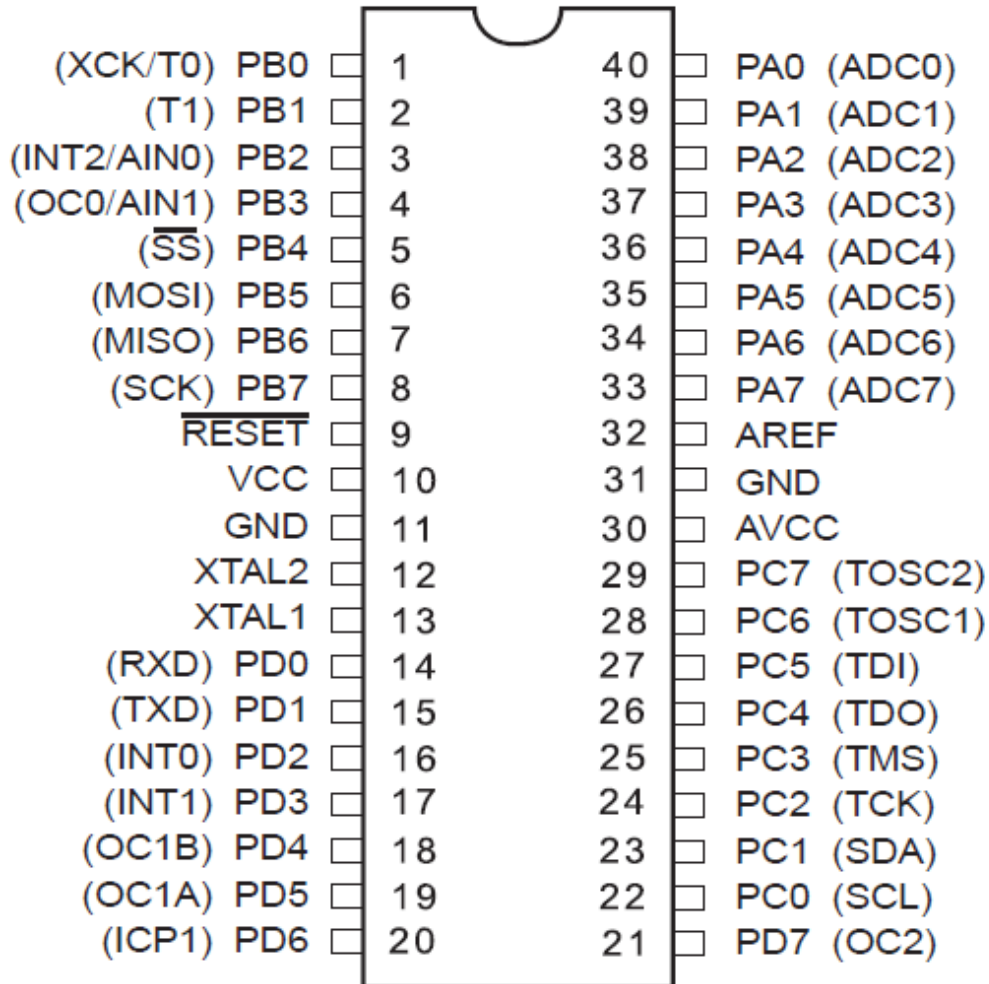 (XCK/T0) PB0 1 40 PA0 (ADC0)
(T1) PB1 2 39 PA1 (ADC1)
(INT2/AIN0) PB2 3 38 PA2 (ADC2)
(OC0/AIN1) PB3 4 37 PA3 (ADC3)
(SS) PB4 5 36 PA4 (ADC4)
(MOSI) PB5 6 35 PA5 (ADC5)
(MISO) PB6 7 34 PA6 (ADC6)
(SCK) PB7 8 33 PA7 (ADC7)
RESET 9 32 AREF
VCC 10 31 GND
GND 11 30 AVCC
XTAL2 12 29 PC7 (TOSC2)
XTAL1 13 28 PC6 (TOSC1)
(RXD) PD0 14 27 PC5 (TDI)
(TXD) PD1 15 26 PC4 (TDO)
(INT0) PD2 16 25 PC3 (TMS)
(INT1) PD3 17 24 PC2 (TCK)
(OC1B) PD4 18 23 PC1 (SDA)
(OC1A) PD5 19 22 PC0 (SCL)
(ICP1) PD6 20 21 PD7 (OC2)